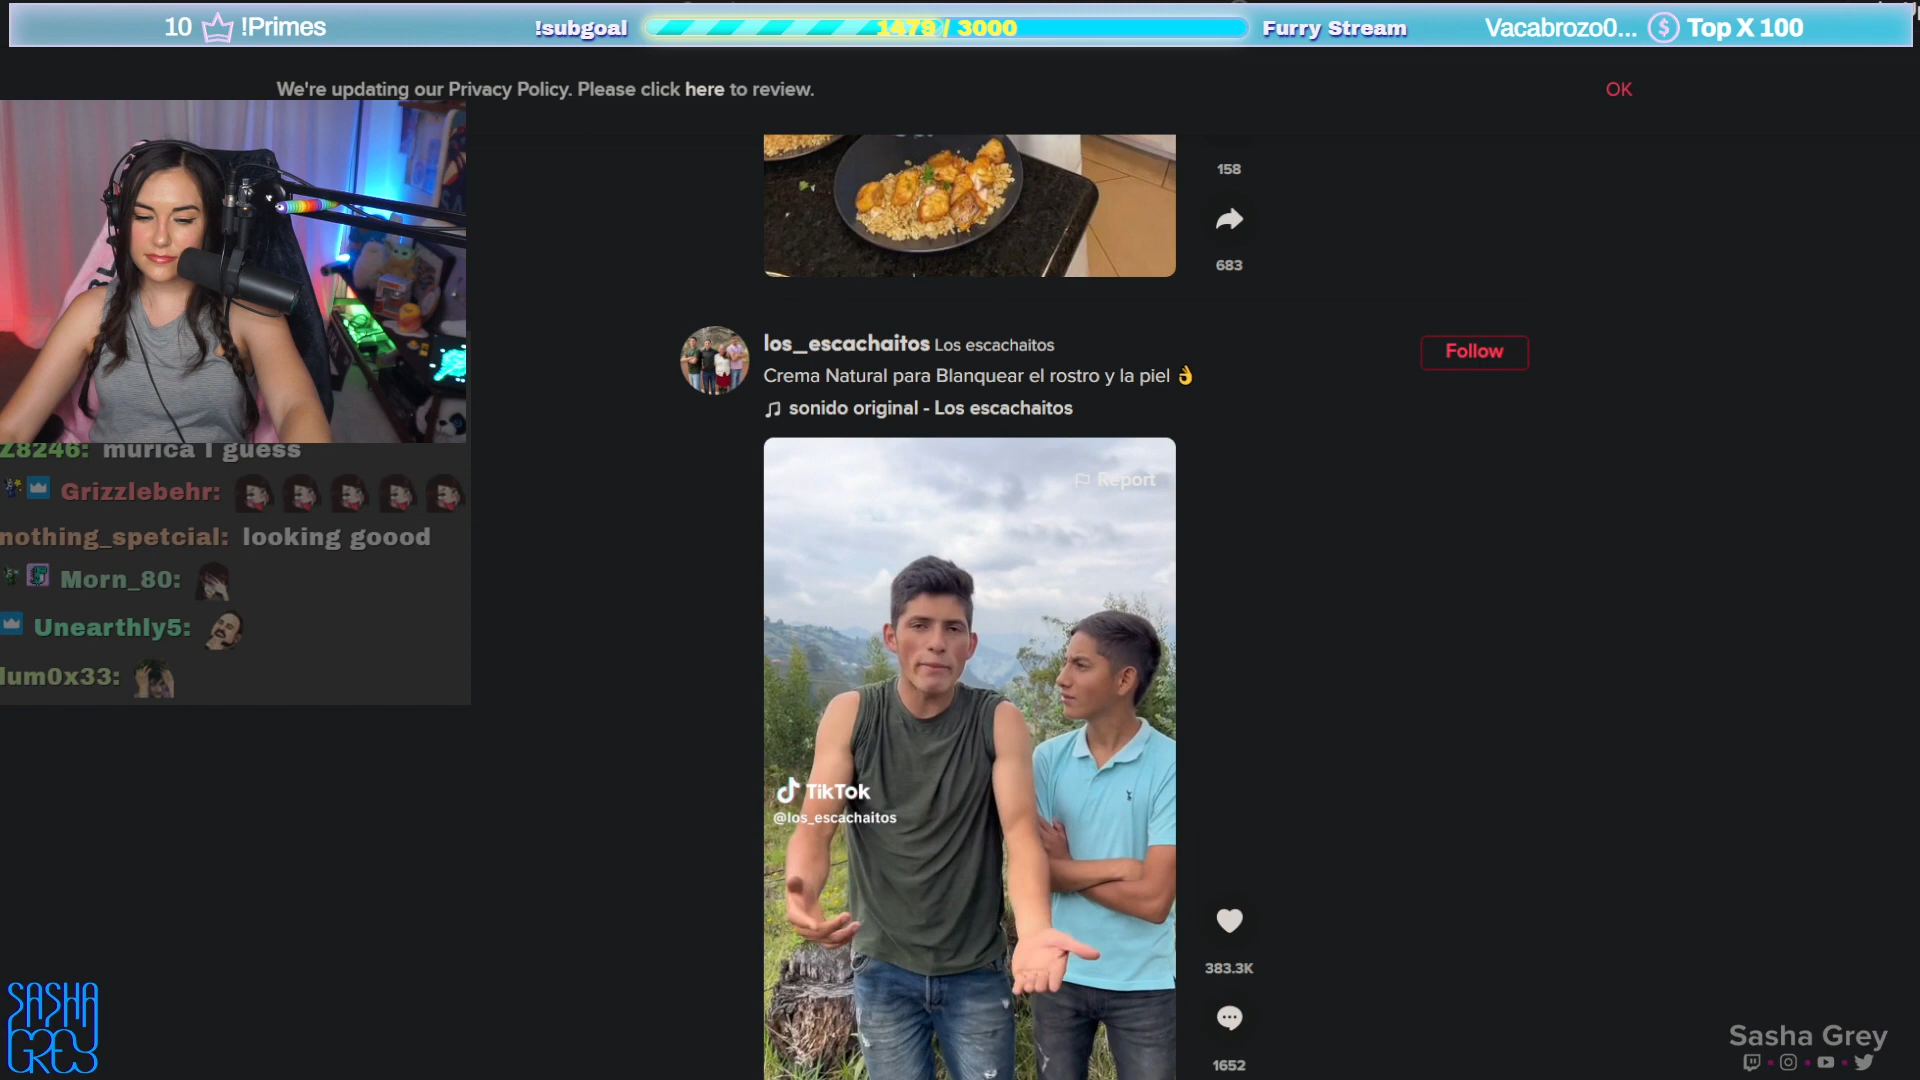 10 !Primes
!subgoal
1479 / 3000
Furry Stream
Vacabrozo0...
$ Top X 100
We're updating our Privacy Policy. Please click here to review.
OK
158
683
los_escachaitos Los escachaitos
Follow
Crema Natural para Blanquear el rostro y la piel 👌
sonido original - Los escachaitos
Report
Z8246: murica I guess
Grizzlebehr:
nothing_spetcial: looking goood
Morn_80:
Unearthly5:
lum0x33:
TikTok
@los_escachaitos
383.3K
1652
SASHA
GREY
Sasha Grey